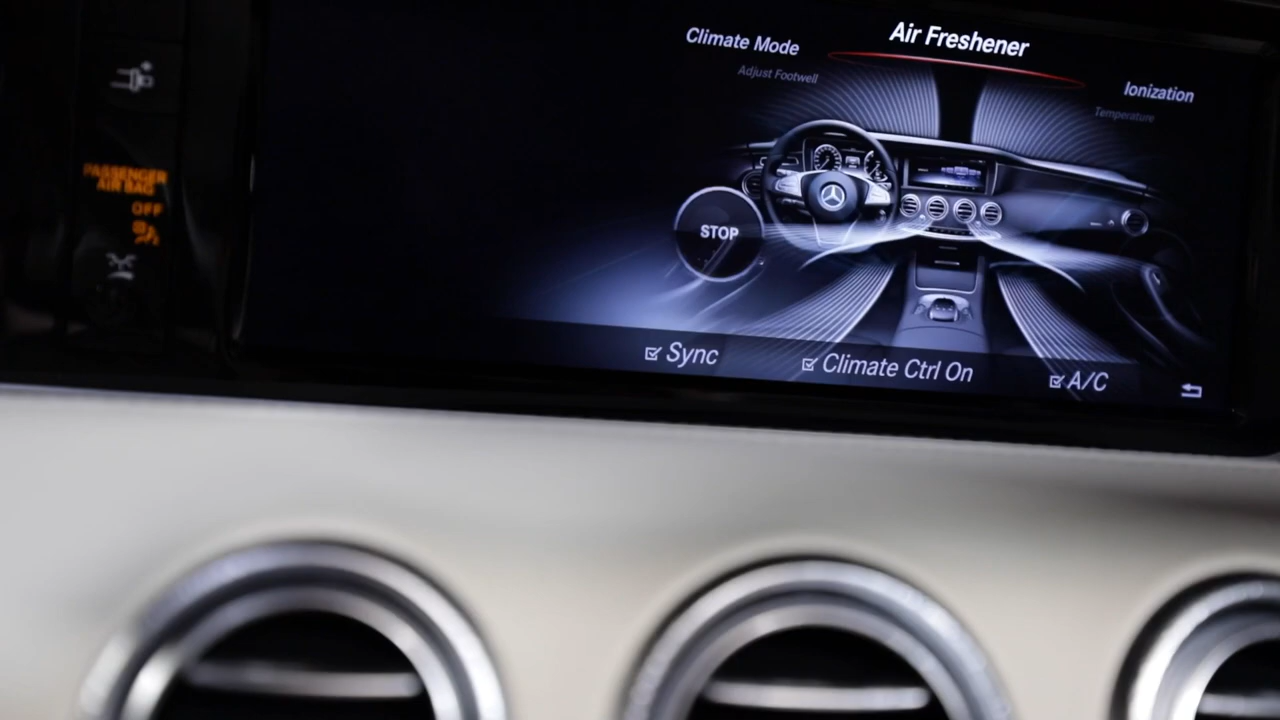 PASSENGER
AIR BAG
OFF
Climate Mode
Air Freshener
Adjust Footwell
Ionization
Temperature
STOP
Sync
Climate Ctrl On
A/C